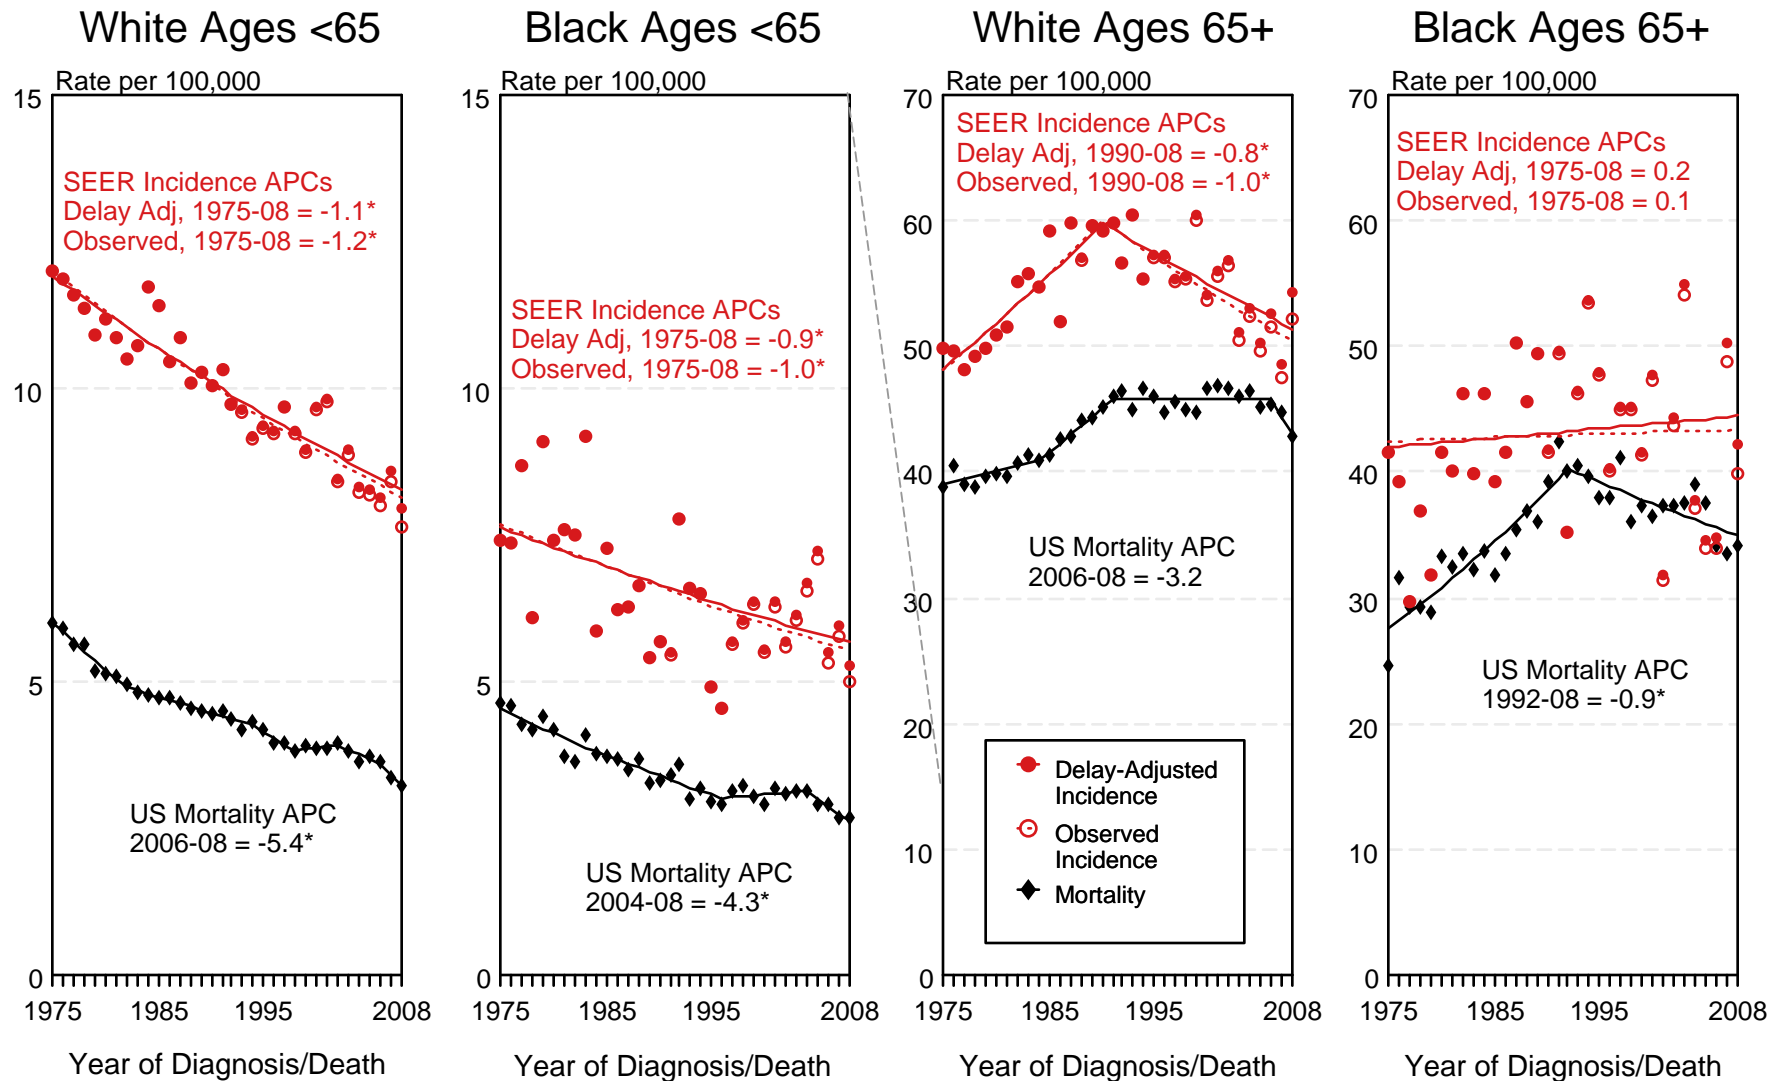 White Ages <65
Rate per 100,000
15
SEER Incidence APCs
Delay Adj, 1975-08 = -1.1*
Observed, 1975-08 = -1.2*
10
5
US Mortality APC
2006-08 = -5.4*
0
1975 1985 1995 2008
Year of Diagnosis/Death
Black Ages <65
Rate per 100,000
15
SEER Incidence APCs
Delay Adj, 1975-08 = -0.9*
Observed, 1975-08 = -1.0*
10
5
US Mortality APC
2004-08 = -4.3*
0
1975 1985 1995 2008
Year of Diagnosis/Death
White Ages 65+
Rate per 100,000
70
SEER Incidence APCs
Delay Adj, 1990-08 = -0.8*
Observed, 1990-08 = -1.0*
60
50
40
US Mortality APC
2006-08 = -3.2
30
20
Delay-Adjusted
Incidence
Observed
Incidence
Mortality
10
0
1975 1985 1995 2008
Year of Diagnosis/Death
Black Ages 65+
Rate per 100,000
70
SEER Incidence APCs
Delay Adj, 1975-08 = 0.2
Observed, 1975-08 = 0.1
60
50
40
30
US Mortality APC
1992-08 = -0.9*
20
10
0
1975 1985 1995 2008
Year of Diagnosis/Death